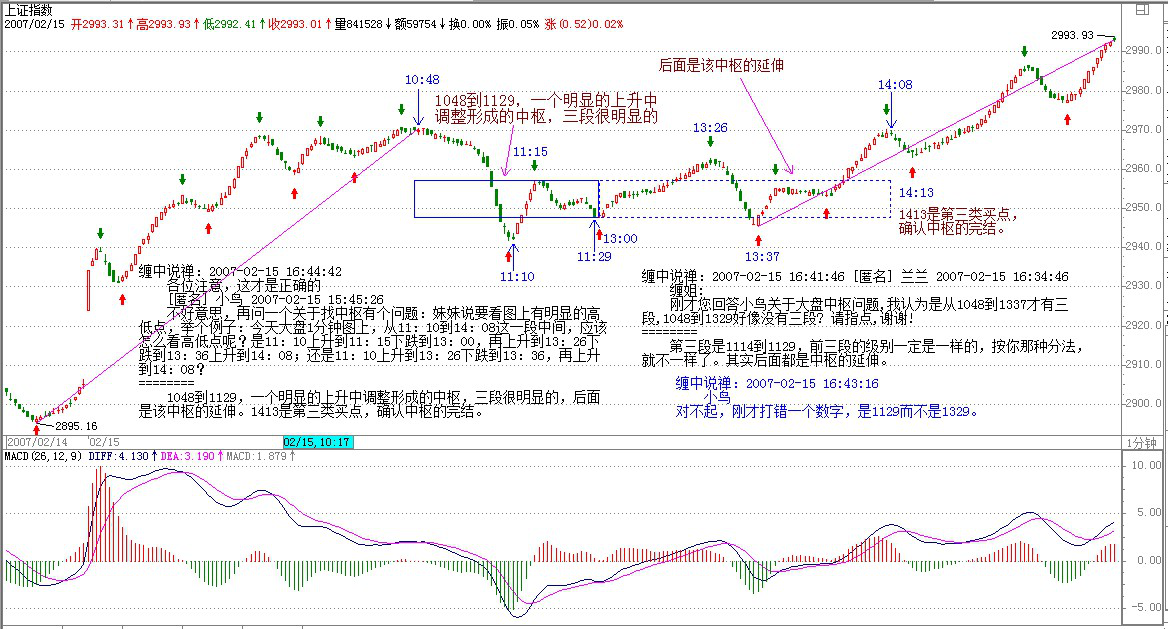 上证指数
2007/02/15 开2993.31↑高2993.93↑低2992.41↑收2993.01↑量841528↓额59754↓换0.00% 振0.05% 涨(0.52)0.02%
2993.93
2990.0
2980.0
2970.0
2960.0
2950.0
2940.0
2930.0
2920.0
2910.0
2900.0
10:48
1048到1129，一个明显的上升中
调整形成的中枢，三段很明显的
后面是该中枢的延伸
14:08
13:26
11:15
14:13
1413是第三类买点，
确认中枢的完结。
13:00
11:29
11:10
13:37
缠中说禅：2007-02-15 16:44:42
各位注意，这才是正确的
[匿名] 小鸟 2007-02-15 15:45:26
不好意思，再问一个关于找中枢有个问题：妹妹说要看图上有明显的高
低点，举个例子：今天大盘1分钟图上，从11：10到14：08这一段中间，应该
怎么看高低点呢？是11：10上升到11：15下跌到13：00，再上升到13：26下
跌到13：36上升到14：08；还是11：10上升到13：26下跌到13：36，再上升
到14：08？
========
1048到1129，一个明显的上升中调整形成的中枢，三段很明显的，后面
是该中枢的延伸。1413是第三类买点，确认中枢的完结。
缠中说禅：2007-02-15 16:41:46 [匿名] 兰兰 2007-02-15 16:34:46
缠姐：
刚才您回答小鸟关于大盘中枢问题,我认为是从1048到1337才有三
段,1048到1329好像没有三段？请指点,谢谢!
========
第三段是1114到1129，前三段的级别一定是一样的，按你那种分法，
就不一样了。其实后面都是中枢的延伸。
缠中说禅：2007-02-15 16:43:16
小鸟
对不起，刚才打错一个数字，是1129而不是1329。
2895.16
2007/02/14
02/15
02/15,10:17
1分钟
MACD(26,12,9) DIFF:4.130↑DEA:3.190↑MACD:1.879↑
10.00
5.00
0.00
-5.00